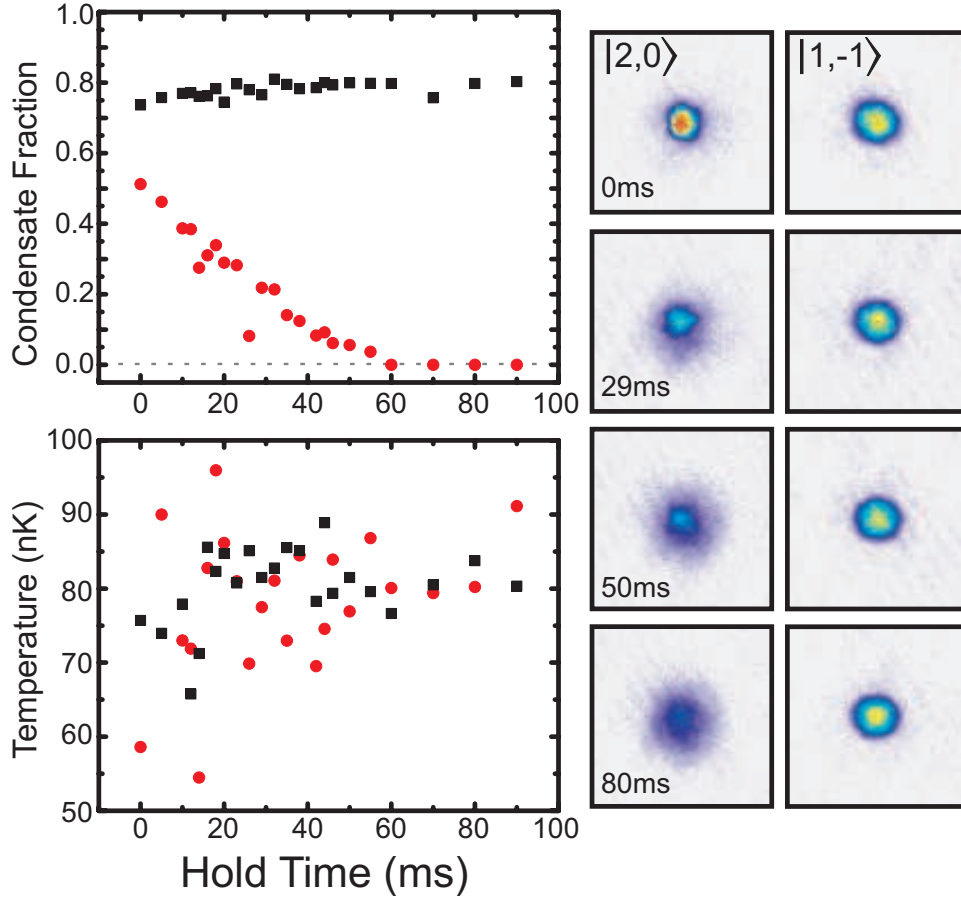 Condensate Fraction
1.0
0.8
0.6
0.4
0.2
0.0
0 20 40 60 80 100
Temperature (nK)
100
90
80
70
60
50
0 20 40 60 80 100
Hold Time (ms)
|2,0⟩ |1,-1⟩
0ms
29ms
50ms
80ms